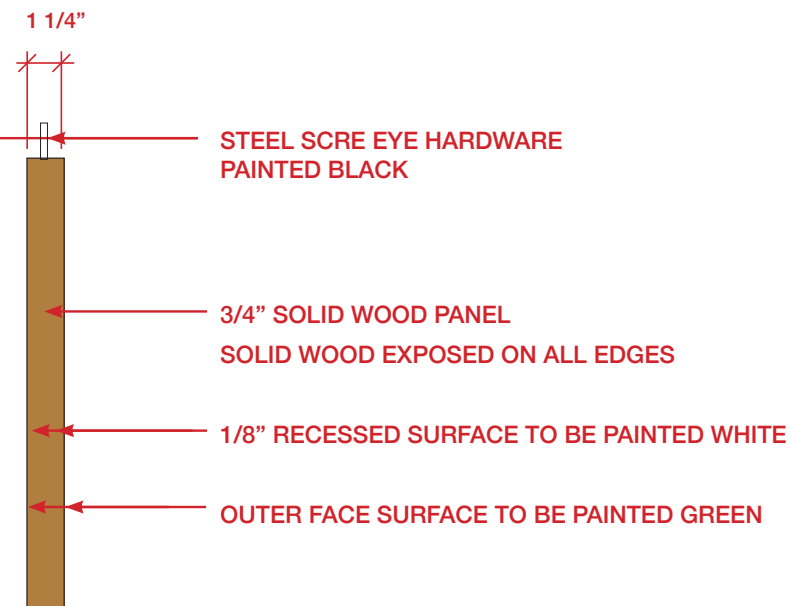 1 1/4”
STEEL SCRE EYE HARDWARE
PAINTED BLACK
3/4” SOLID WOOD PANEL
SOLID WOOD EXPOSED ON ALL EDGES
1/8” RECESSED SURFACE TO BE PAINTED WHITE
OUTER FACE SURFACE TO BE PAINTED GREEN